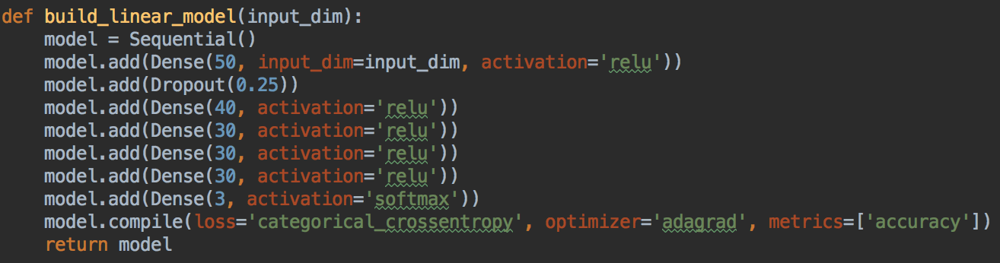 def build_linear_model(input_dim):
    model = Sequential()
    model.add(Dense(50, input_dim=input_dim, activation='relu'))
    model.add(Dropout(0.25))
    model.add(Dense(40, activation='relu'))
    model.add(Dense(30, activation='relu'))
    model.add(Dense(30, activation='relu'))
    model.add(Dense(30, activation='relu'))
    model.add(Dense(3, activation='softmax'))
    model.compile(loss='categorical_crossentropy', optimizer='adagrad', metrics=['accuracy'])
    return model